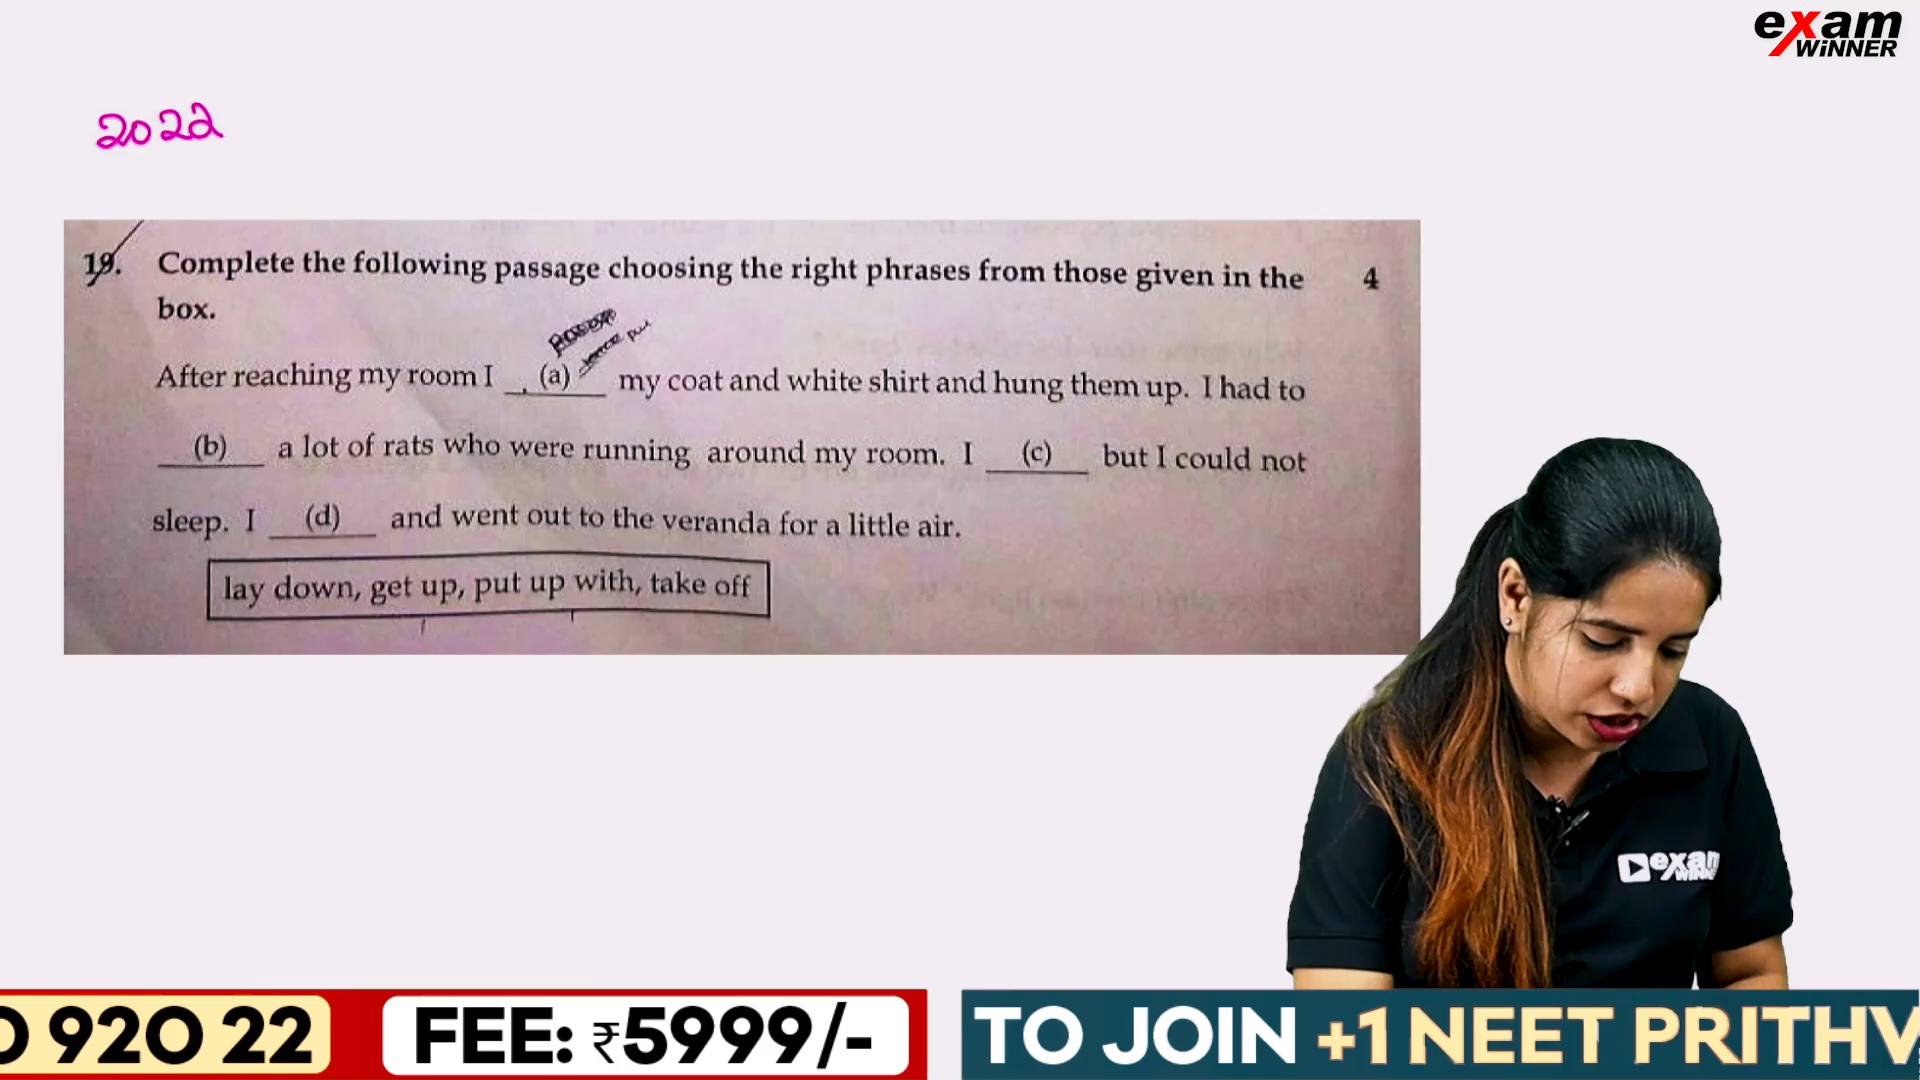 exam
WiNNER
2022
19. Complete the following passage choosing the right phrases from those given in the 4
box.
After reaching my room I (a) my coat and white shirt and hung them up. I had to
(b) a lot of rats who were running around my room. I (c) but I could not
sleep. I (d) and went out to the veranda for a little air.
lay down, get up, put up with, take off
exam
920 22 FEE: ₹5999/- TO JOIN +1 NEET PRITHV